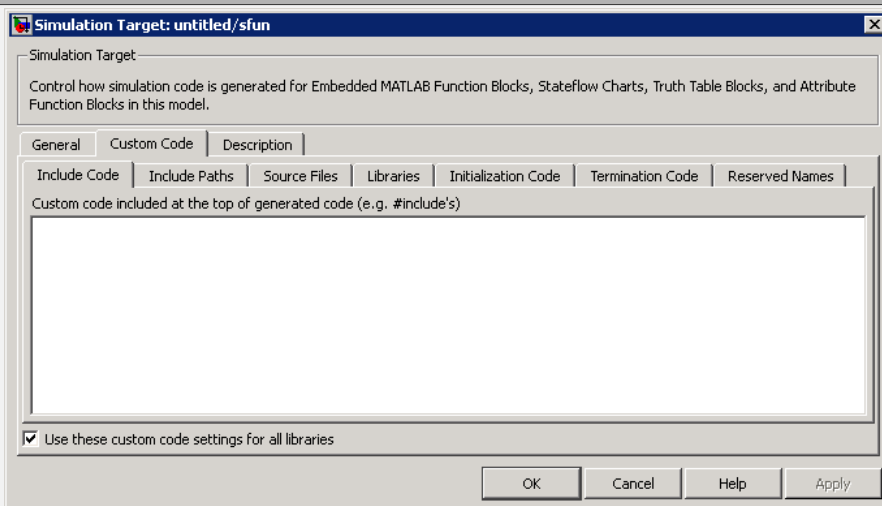 Simulation Target: untitled/sfun
Simulation Target
Control how simulation code is generated for Embedded MATLAB Function Blocks, Stateflow Charts, Truth Table Blocks, and Attribute
Function Blocks in this model.
General Custom Code Description
Include Code Include Paths Source Files Libraries Initialization Code Termination Code Reserved Names
Custom code included at the top of generated code (e.g. #include's)
Use these custom code settings for all libraries
OK Cancel Help Apply